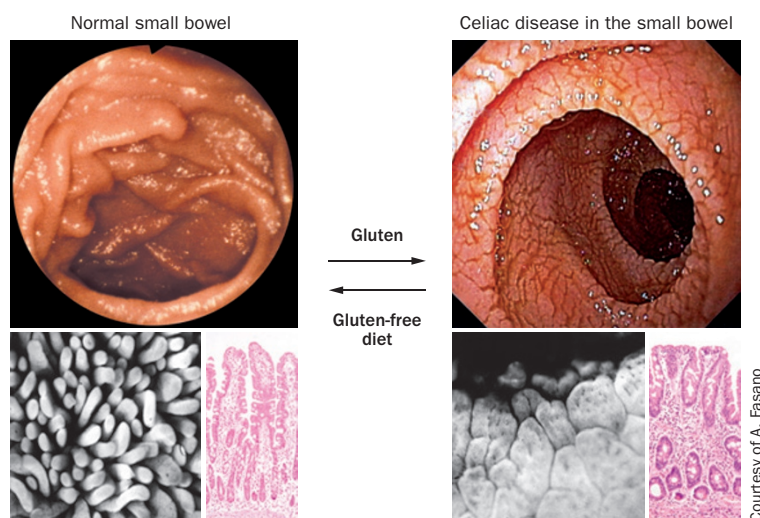 Normal small bowel
Celiac disease in the small bowel
Gluten
Gluten-free
diet
Courtesy of A. Fasano